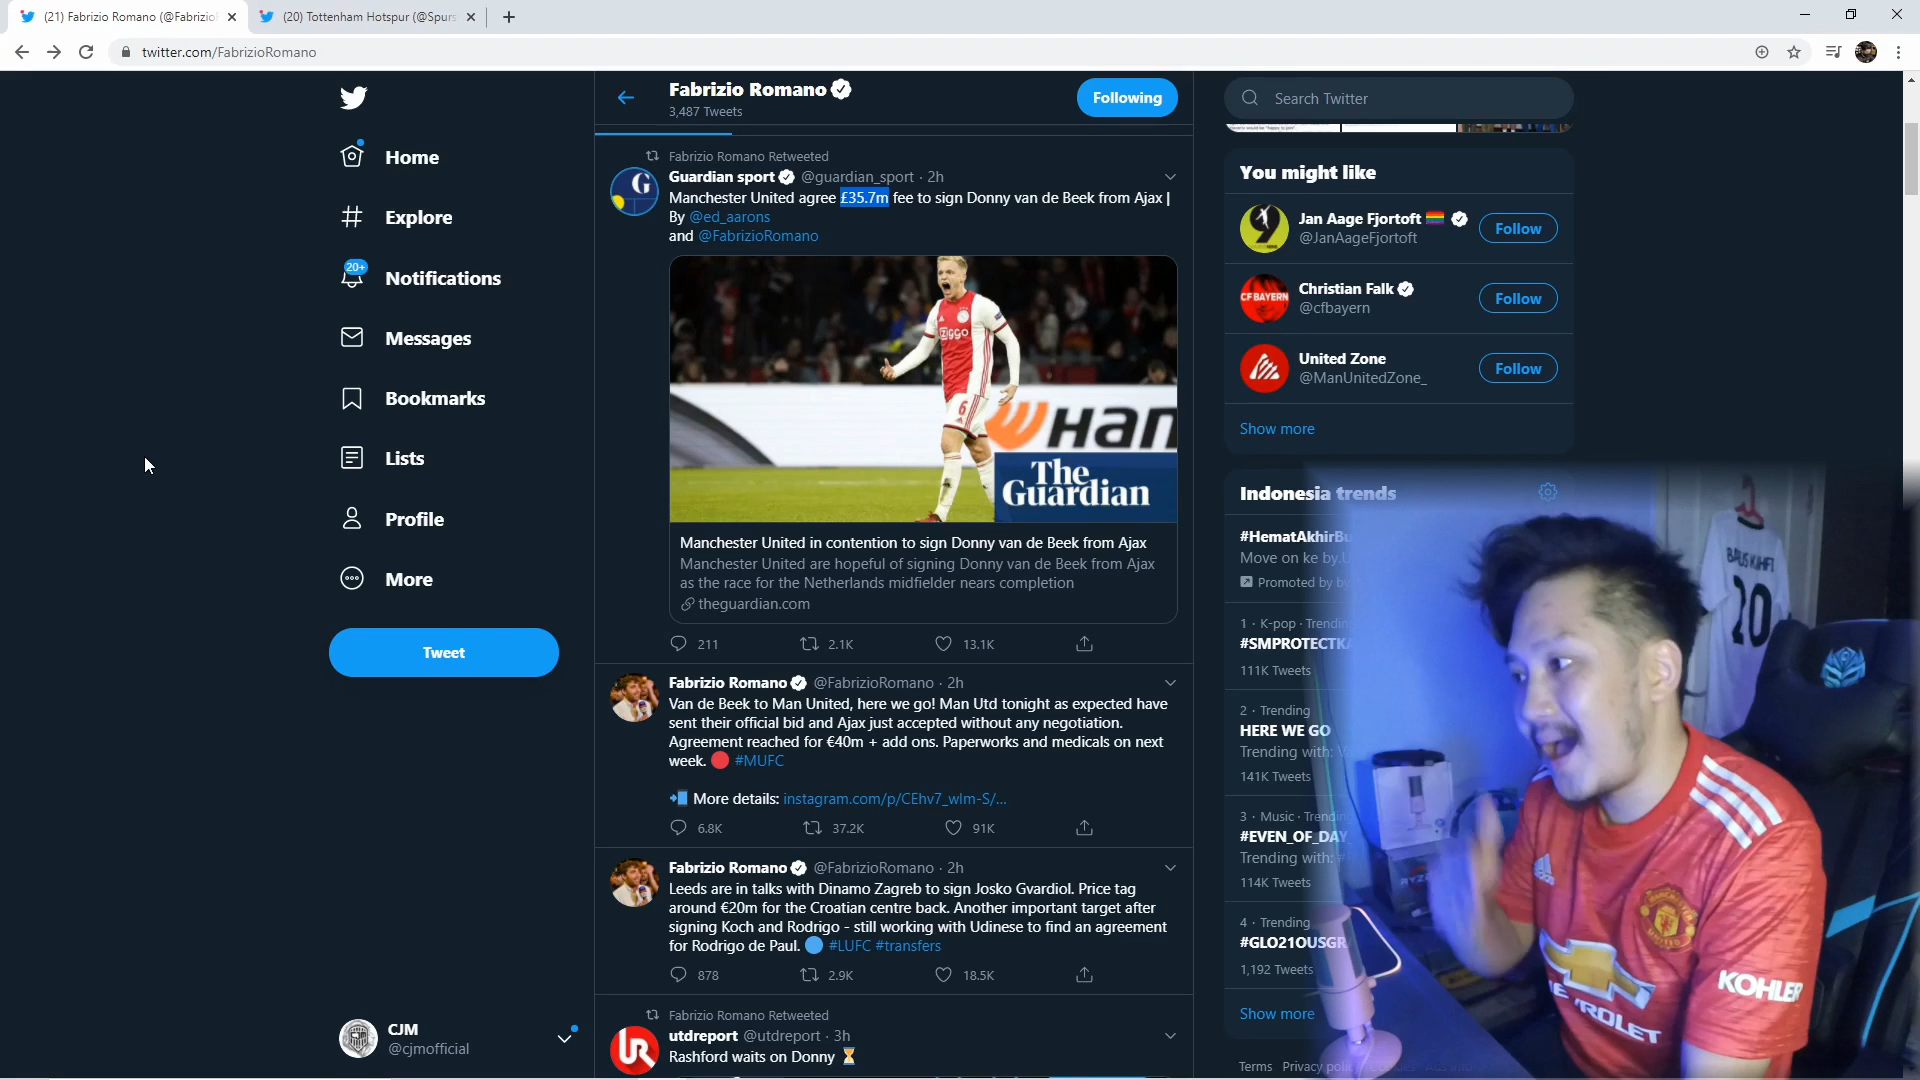 (21) Fabrizio Romano (@Fabrizio
(20) Tottenham Hotspur (@Spurs
twitter.com/FabrizioRomano
Home
Explore
20+
Notifications
Messages
Bookmarks
Lists
Profile
More
Tweet
CJM
@cjmofficial
Fabrizio Romano
3,487 Tweets
Following
Fabrizio Romano Retweeted
Guardian sport @guardian_sport · 2h
Manchester United agree £35.7m fee to sign Donny van de Beek from Ajax |
By @ed_aarons
and @FabrizioRomano
Ziggo
6
Han
The
Guardian
Manchester United in contention to sign Donny van de Beek from Ajax
Manchester United are hopeful of signing Donny van de Beek from Ajax
as the race for the Netherlands midfielder nears completion
theguardian.com
211 2.1K 13.1K
Fabrizio Romano @FabrizioRomano · 2h
Van de Beek to Man United, here we go! Man Utd tonight as expected have
sent their official bid and Ajax just accepted without any negotiation.
Agreement reached for €40m + add ons. Paperworks and medicals on next
week. #MUFC
More details: instagram.com/p/CEhv7_wlm-S/...
6.8K 37.2K 91K
Fabrizio Romano @FabrizioRomano · 2h
Leeds are in talks with Dinamo Zagreb to sign Josko Gvardiol. Price tag
around €20m for the Croatian centre back. Another important target after
signing Koch and Rodrigo - still working with Udinese to find an agreement
for Rodrigo de Paul. #LUFC #transfers
878 2.9K 18.5K
Fabrizio Romano Retweeted
utdreport @utdreport · 3h
Rashford waits on Donny
Search Twitter
You might like
Jan Aage Fjortoft
@JanAageFjortoft
Follow
CF BAYERN
Christian Falk
@cfbayern
Follow
United Zone
@ManUnitedZone_
Follow
Show more
Indonesia trends
#HematAkhirBu
Move on ke by.U
Promoted by by
1 · K-pop · Trending
#SMPROTECTKA
111K Tweets
2 · Trending
HERE WE GO
Trending with:
141K Tweets
3 · Music · Trending
#EVEN_OF_DAY
Trending with: #
114K Tweets
4 · Trending
#GLO21OUSGR
1,192 Tweets
Show more
Terms Privacy
20
KOHLER